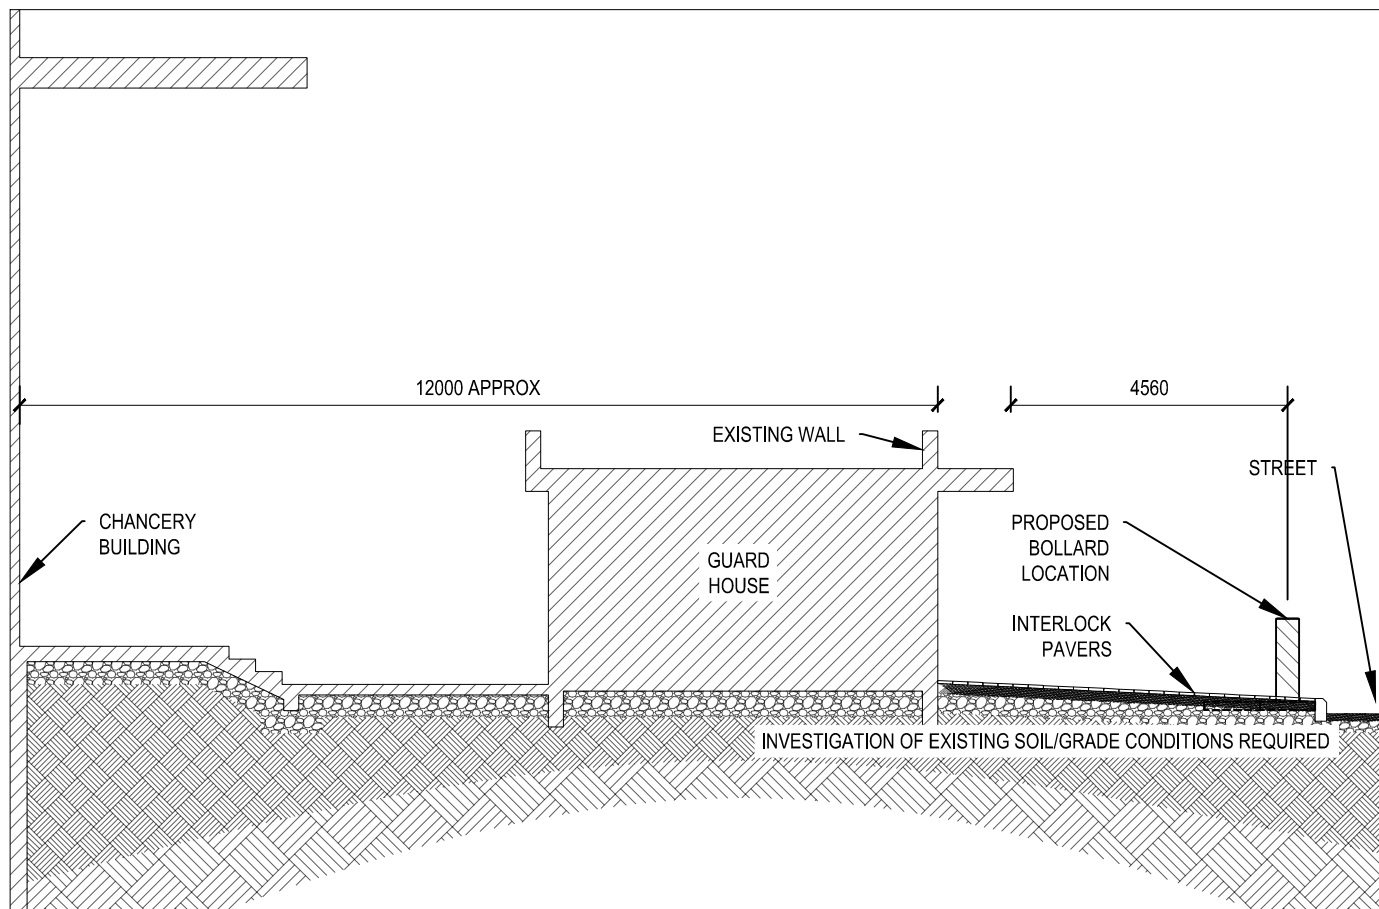 12000 APPROX
4560
EXISTING WALL
STREET
CHANCERY
BUILDING
PROPOSED
BOLLARD
LOCATION
GUARD
HOUSE
INTERLOCK
PAVERS
INVESTIGATION OF EXISTING SOIL/GRADE CONDITIONS REQUIRED